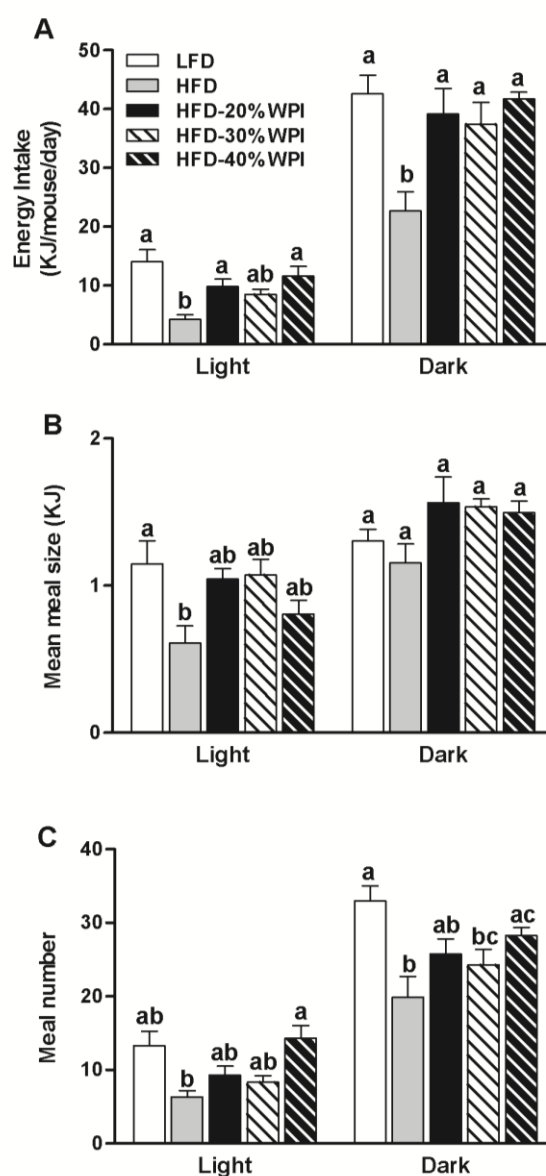 A
Energy Intake
(KJ/mouse/day)
50
40
30
20
10
0
LFD
HFD
HFD-20%WPI
HFD-30%WPI
HFD-40%WPI
a
b
a
ab
a
a
b
a
a
a
Light
Dark
B
Mean meal size (KJ)
2
1
0
a
b
ab
ab
ab
a
a
a
a
a
Light
Dark
C
Meal number
40
30
20
10
0
ab
b
ab
ab
a
a
b
ab
bc
ac
Light
Dark